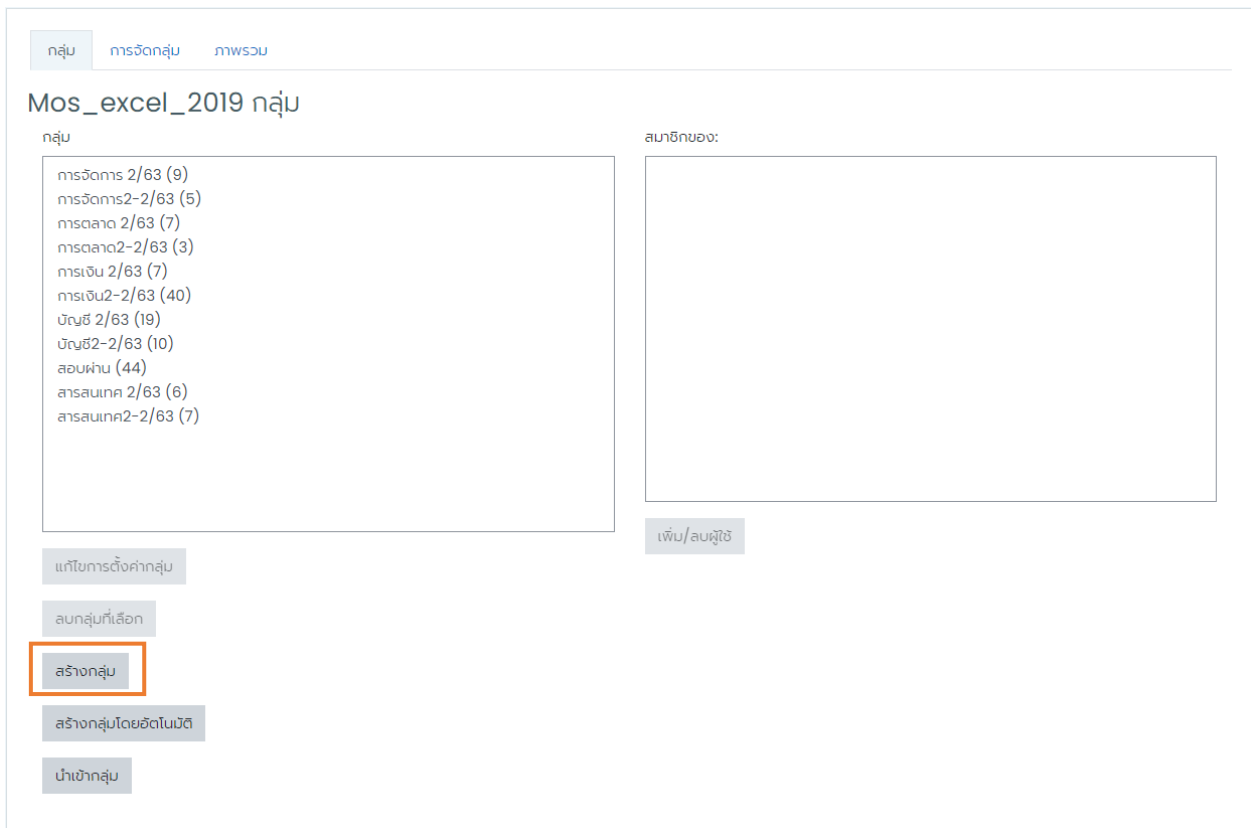 กลุ่ม การจัดกลุ่ม ภาพรวม
Mos_excel_2019 กลุ่ม
กลุ่ม
การจัดการ 2/63 (9)
การจัดการ2-2/63 (5)
การตลาด 2/63 (7)
การตลาด2-2/63 (3)
การเงิน 2/63 (7)
การเงิน2-2/63 (40)
บัญชี 2/63 (19)
บัญชี2-2/63 (10)
สอบผ่าน (44)
สารสนเทศ 2/63 (6)
สารสนเทศ2-2/63 (7)
แก้ไขการตั้งค่ากลุ่ม
ลบกลุ่มที่เลือก
สร้างกลุ่ม
สร้างกลุ่มโดยอัตโนมัติ
นำเข้ากลุ่ม
สมาชิกของ:
เพิ่ม/ลบผู้ใช้